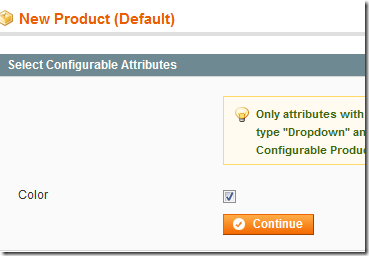 New Product (Default)
Select Configurable Attributes
Only attributes with
type "Dropdown" an
Configurable Produc
Color
Continue